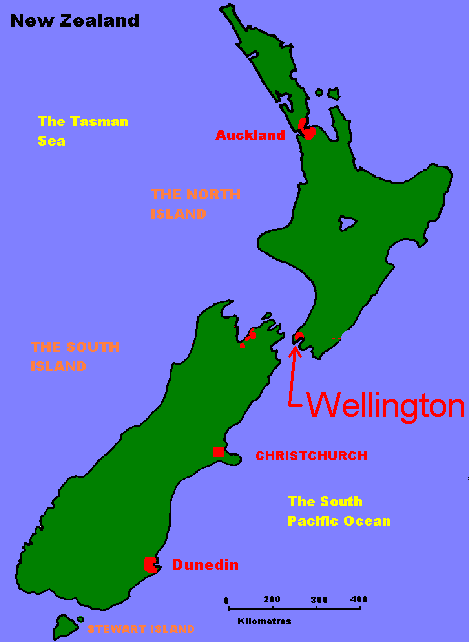 New Zealand
The Tasman
Sea
Auckland
THE NORTH
ISLAND
THE SOUTH
ISLAND
Wellington
CHRISTCHURCH
The South
Pacific Ocean
Dunedin
0 200 300 400
Kilometres
STEWART ISLAND